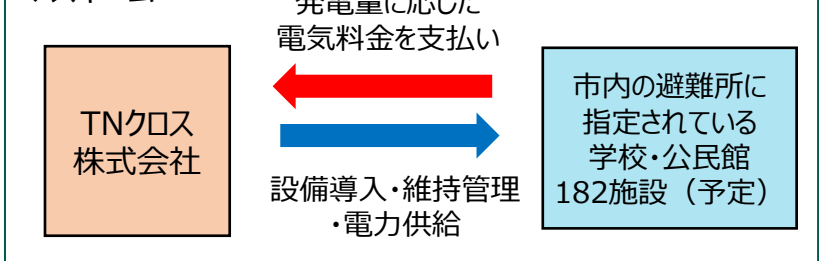 発電量に応じた
電気料金を支払い
TNクロス
株式会社
設備導入・維持管理
・電力供給
市内の避難所に
指定されている
学校・公民館
182施設（予定）